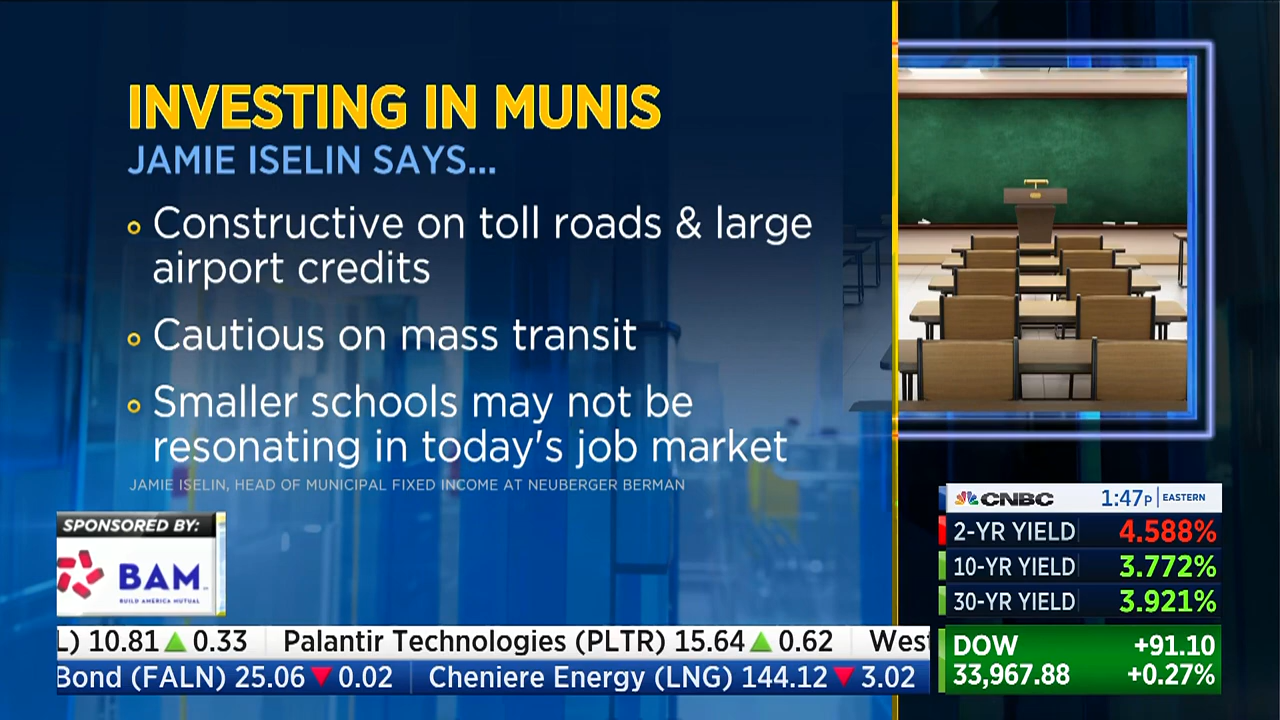 INVESTING IN MUNIS
JAMIE ISELIN SAYS...
Constructive on toll roads & large
airport credits
Cautious on mass transit
Smaller schools may not be
resonating in today's job market
JAMIE ISELIN, HEAD OF MUNICIPAL FIXED INCOME AT NEUBERGER BERMAN
SPONSORED BY:
BAM
BUILD AMERICA MUTUAL
CNBC 1:47P EASTERN
2-YR YIELD 4.588%
10-YR YIELD 3.772%
30-YR YIELD 3.921%
DOW +91.10
33,967.88 +0.27%
L) 10.81 ▲ 0.33 Palantir Technologies (PLTR) 15.64 ▲ 0.62 West
Bond (FALN) 25.06 ▼ 0.02 Cheniere Energy (LNG) 144.12 ▼ 3.02